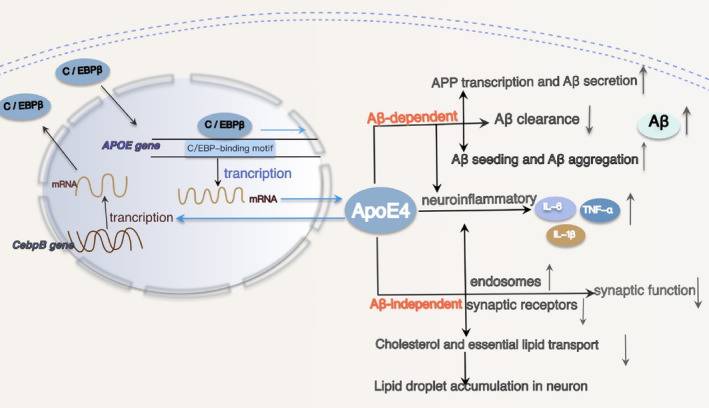 C / EBPβ
C / EBPβ
C / EBPβ
APOE gene
C/EBP-binding motif
trancription
mRNA
mRNA
trancription
CebpB gene
ApoE4
APP transcription and Aβ secretion
Aβ-dependent
Aβ clearance
Aβ
Aβ seeding and Aβ aggregation
neuroinflammatory
IL-6
TNF-α
IL-1β
endosomes
synaptic function
Aβ-independent
synaptic receptors
Cholesterol and essential lipid transport
Lipid droplet accumulation in neuron